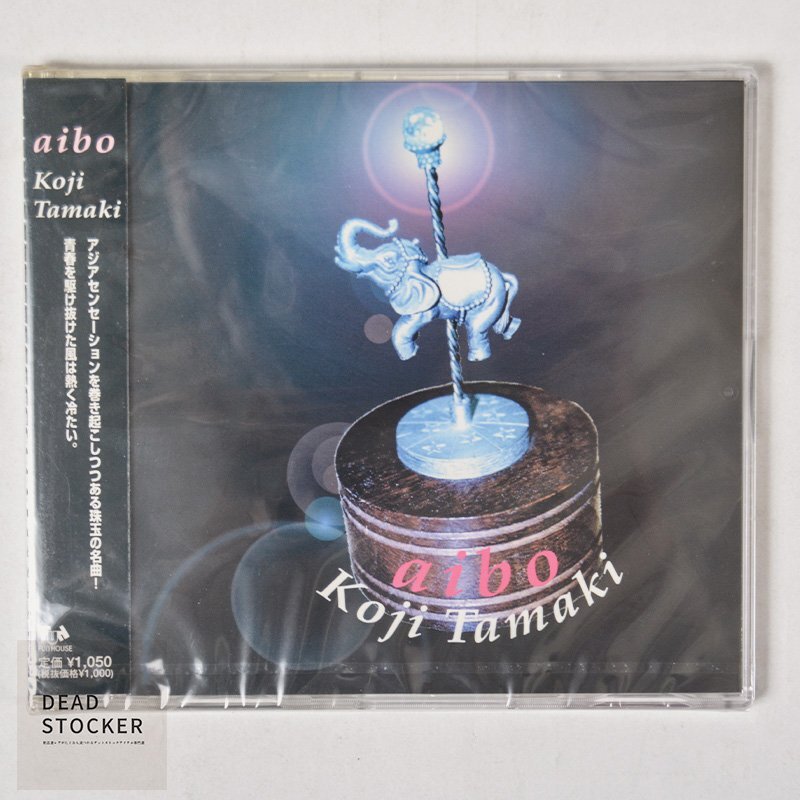 aibo
Koji
Tamaki
アジアセンセーションを巻き起こしつつある珠玉の名曲!
青春を駆け抜けた風は熱く冷たい。
FUN HOUSE
定価 ¥1,050
(税抜価格¥1,000)
aibo
Koji Tamaki
DEAD
STOCKER